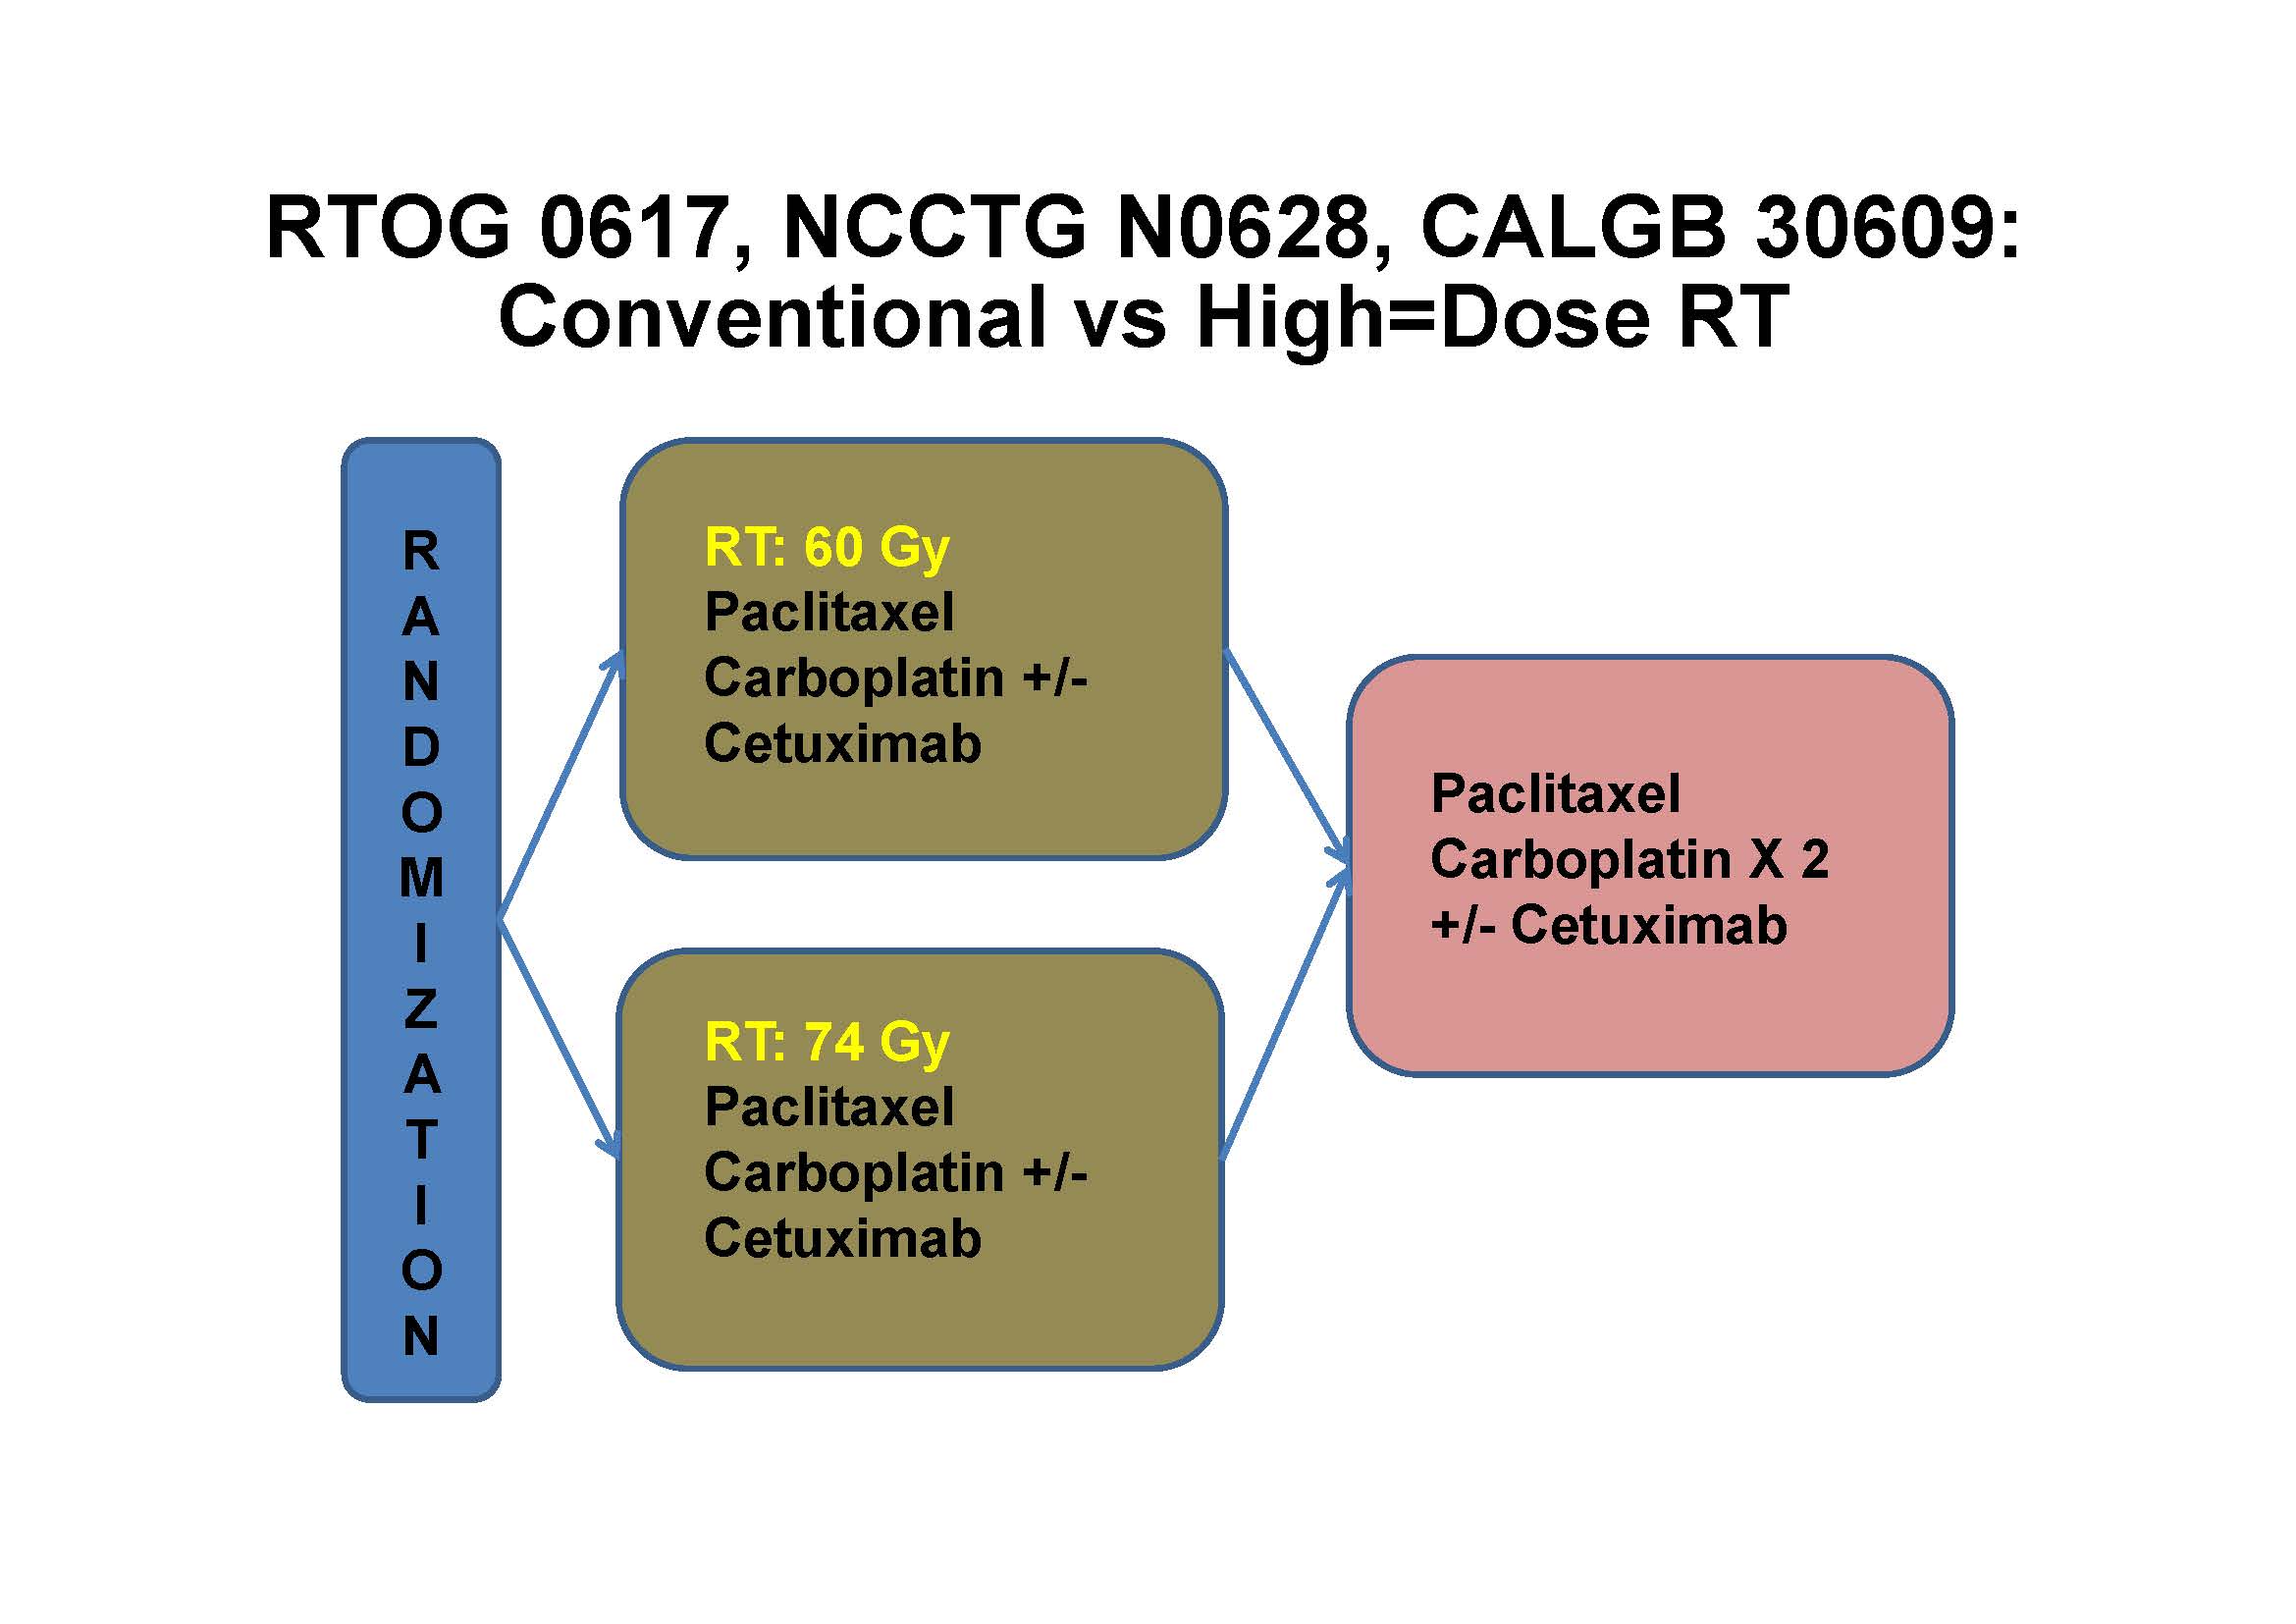 RTOG 0617, NCCTG N0628, CALGB 30609:
Conventional vs High=Dose RT
R
A
N
D
O
M
I
Z
A
T
I
O
N
RT: 60 Gy
Paclitaxel
Carboplatin +/-
Cetuximab
RT: 74 Gy
Paclitaxel
Carboplatin +/-
Cetuximab
Paclitaxel
Carboplatin X 2
+/- Cetuximab